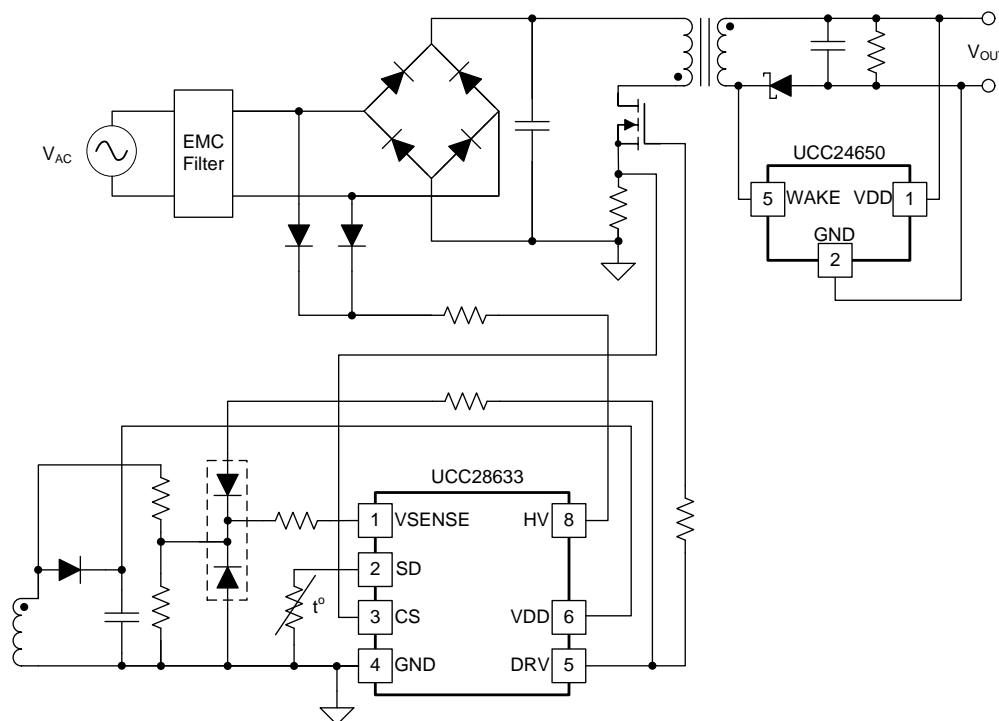 V_AC
EMC
Filter
V_OU
UCC24650
5
WAKE
VDD
1
GND
2
UCC28633
1
VSENSE
HV
8
2
SD
t°
3
CS
VDD
6
4
GND
DRV
5